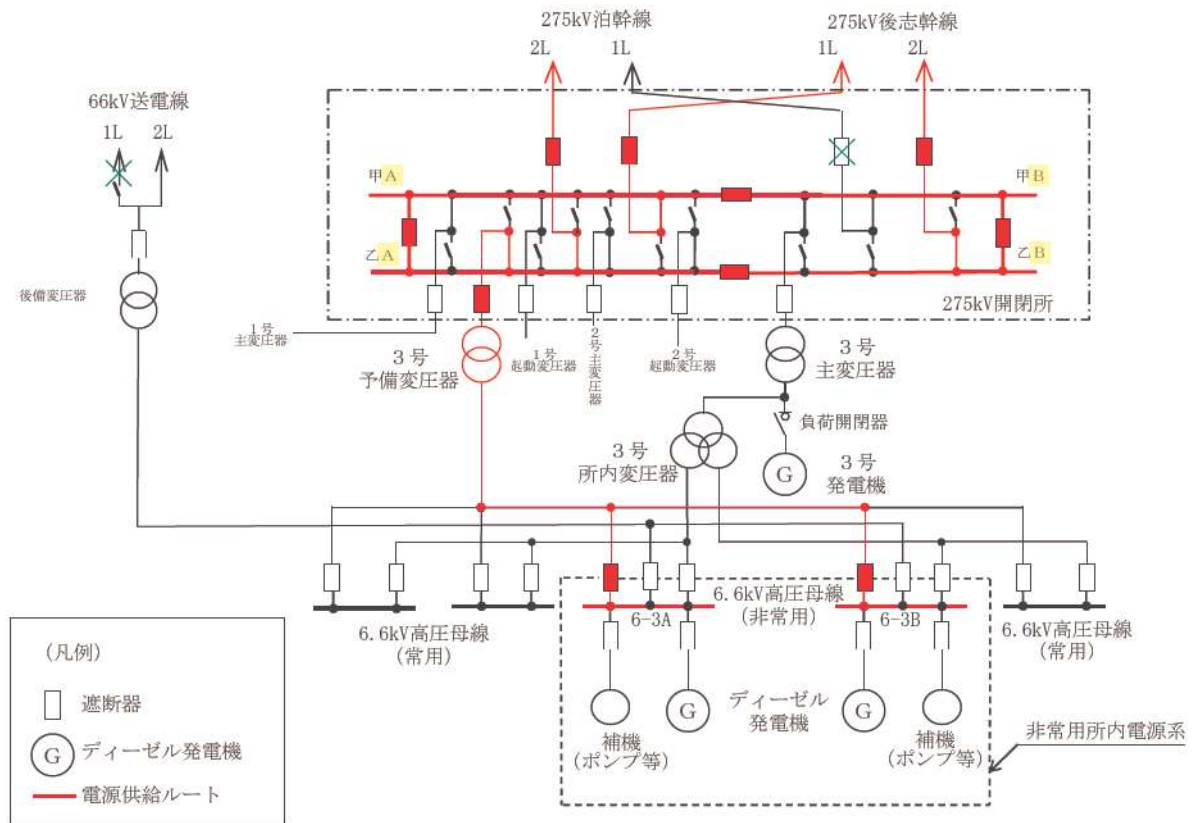 275kV泊幹線
275kV後志幹線
2L
1L
1L
2L
66kV送電線
1L
2L
甲A
甲B
乙A
乙B
275kV開閉所
後備変圧器
1号
主変圧器
3号
予備変圧器
1号
起動変圧器
2号主変圧器
2号
起動変圧器
3号
主変圧器
負荷開閉器
3号
所内変圧器
G
3号
発電機
6.6kV高圧母線
(常用)
6-3A
6.6kV高圧母線
(非常用)
6-3B
6.6kV高圧母線
(常用)
補機
(ポンプ等)
G
ディーゼル
発電機
G
補機
(ポンプ等)
非常用所内電源系
(凡例)
遮断器
G
ディーゼル発電機
電源供給ルート